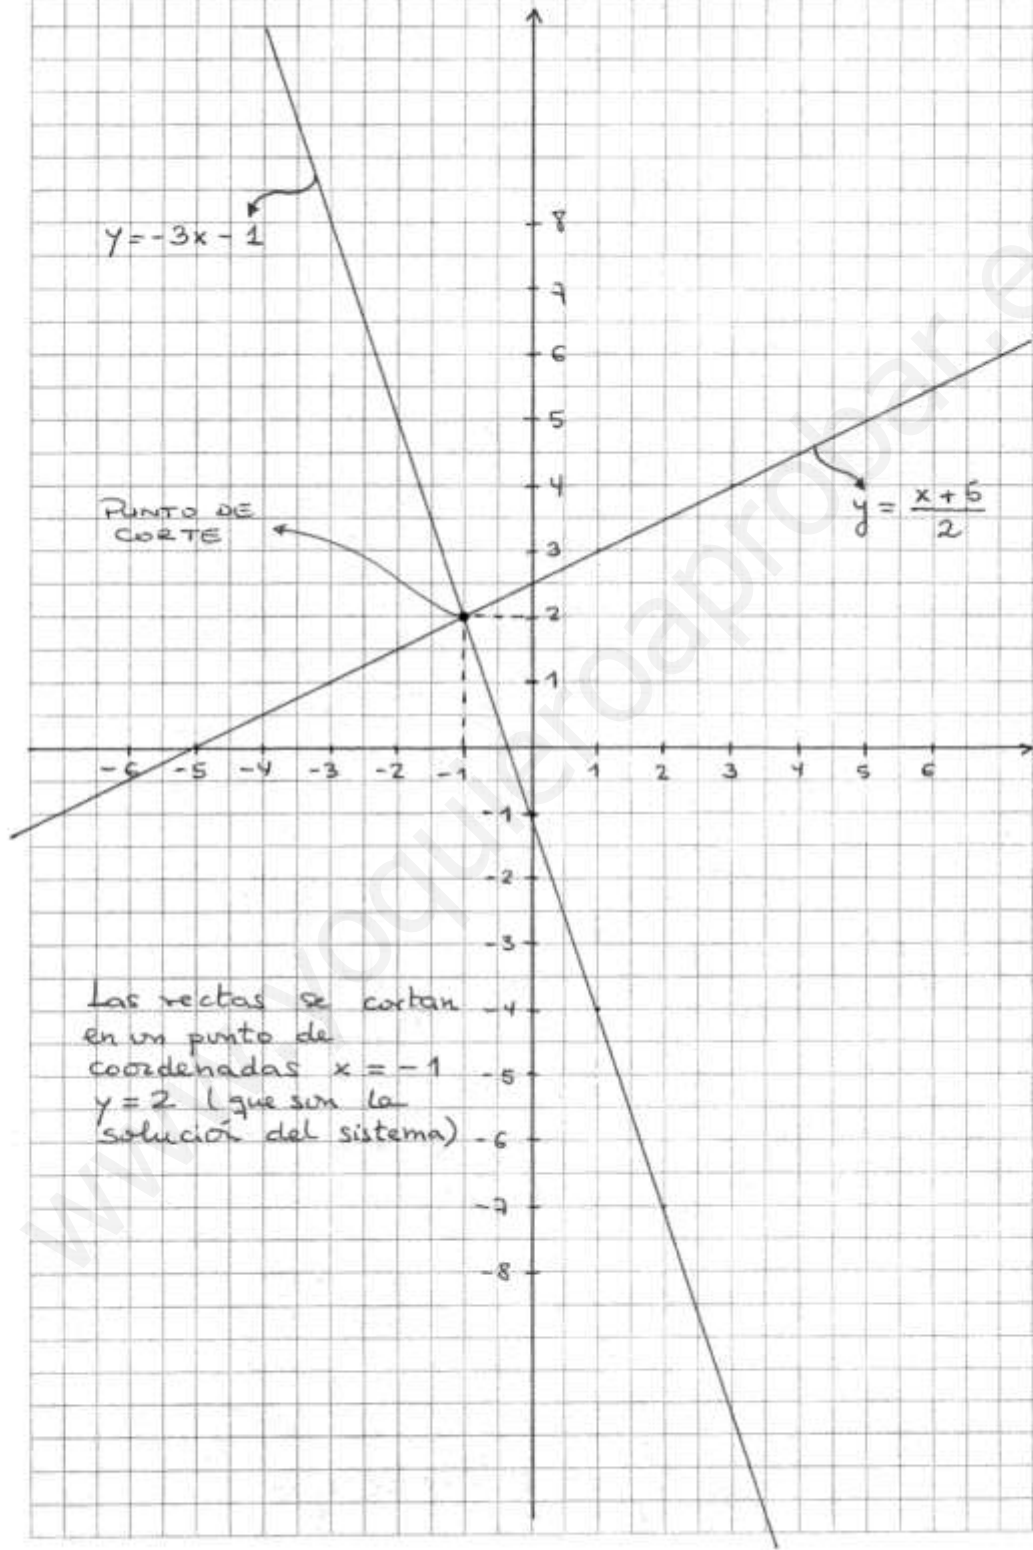 8
y=-3x-1
7
6
5
4
y = x+5
2
PUNTO DE
CORTE
3
2
1
-6 -5 -4 -3 -2 -1 1 2 3 4 5 6
-1
-2
-3
Las rectas se cortan -4
en un punto de
coordenadas x = -1 -5
y = 2 (que son la
solución del sistema) -6
-7
-8
www.yoquieroaprobar.e